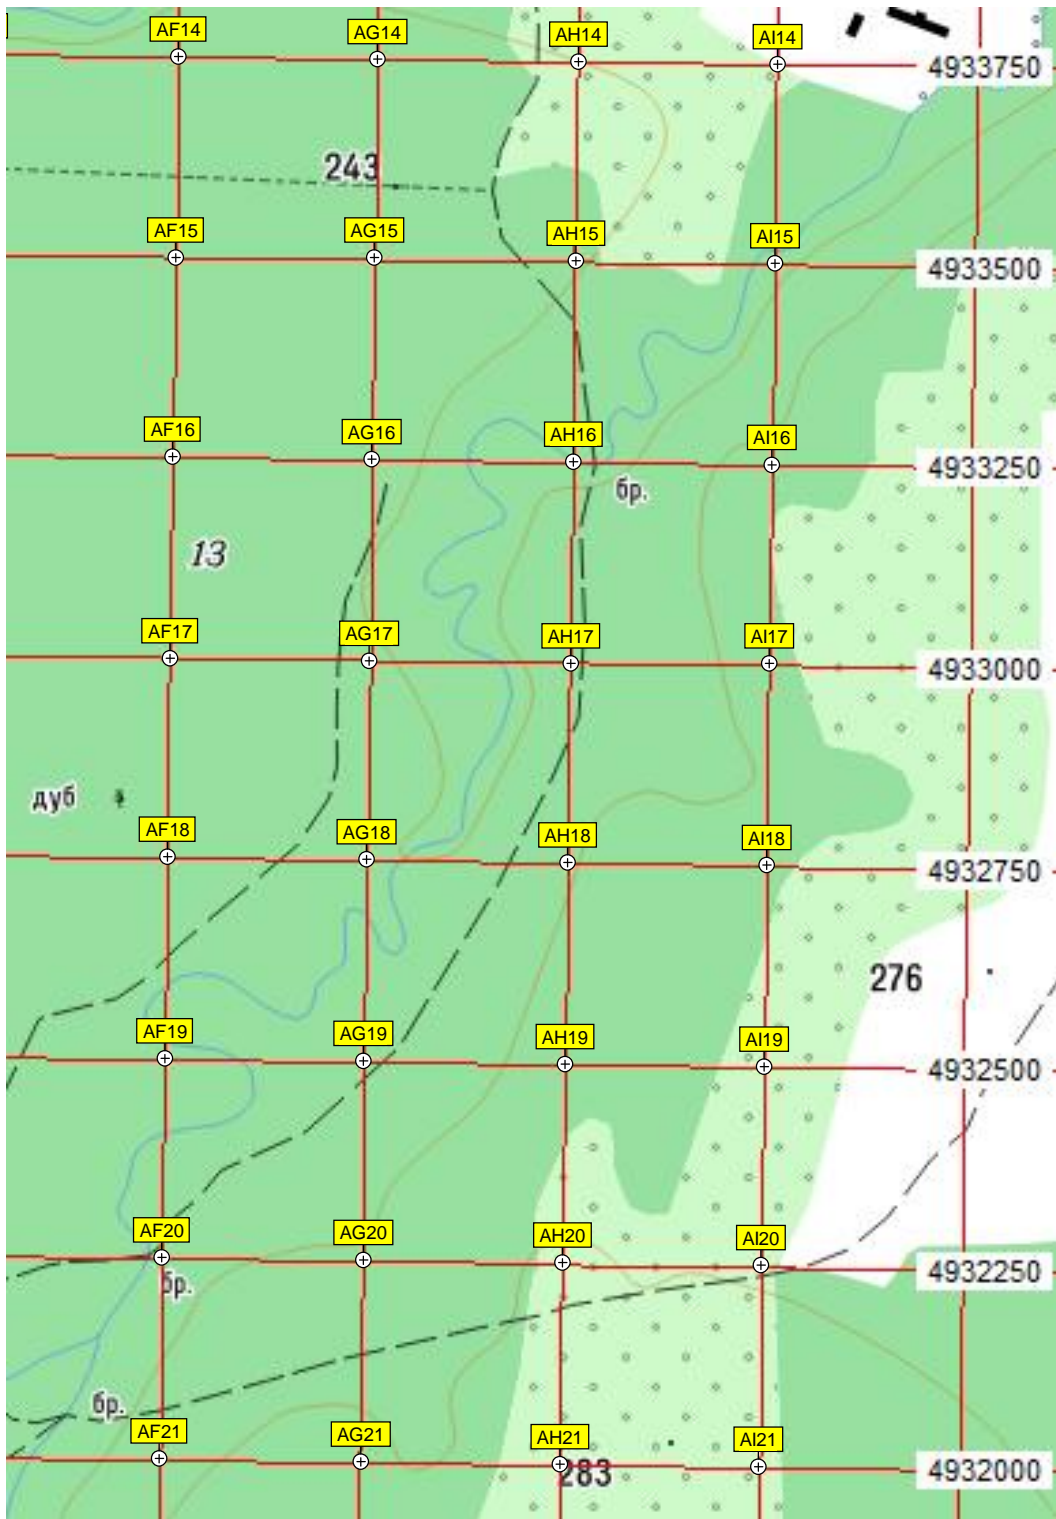 AF14 AG14 AH14 AI14
4933750
243
AF15 AG15 AH15 AI15
4933500
AF16 AG16 AH16 AI16
4933250
бр.
13
AF17 AG17 AH17 AI17
4933000
дуб
AF18 AG18 AH18 AI18
4932750
276
AF19 AG19 AH19 AI19
4932500
AF20 AG20 AH20 AI20
4932250
бр.
бр.
AF21 AG21 AH21 AI21
4932000
283